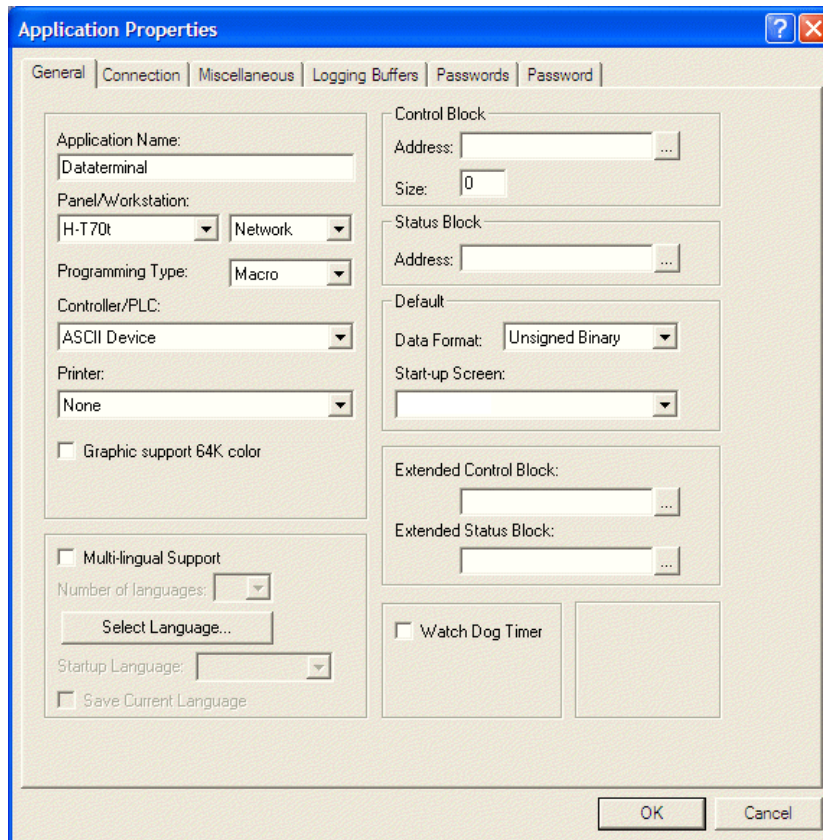 Application Properties
General Connection Miscellaneous Logging Buffers Passwords Password
Application Name:
Dataterminal
Panel/Workstation:
H-T70t Network
Programming Type: Macro
Controller/PLC:
ASCII Device
Printer:
None
Graphic support 64K color
Multi-lingual Support
Number of languages:
Select Language...
Startup Language:
Save Current Language
Control Block
Address: ...
Size: 0
Status Block
Address: ...
Default
Data Format: Unsigned Binary
Start-up Screen:
Extended Control Block:
...
Extended Status Block:
...
Watch Dog Timer
OK Cancel